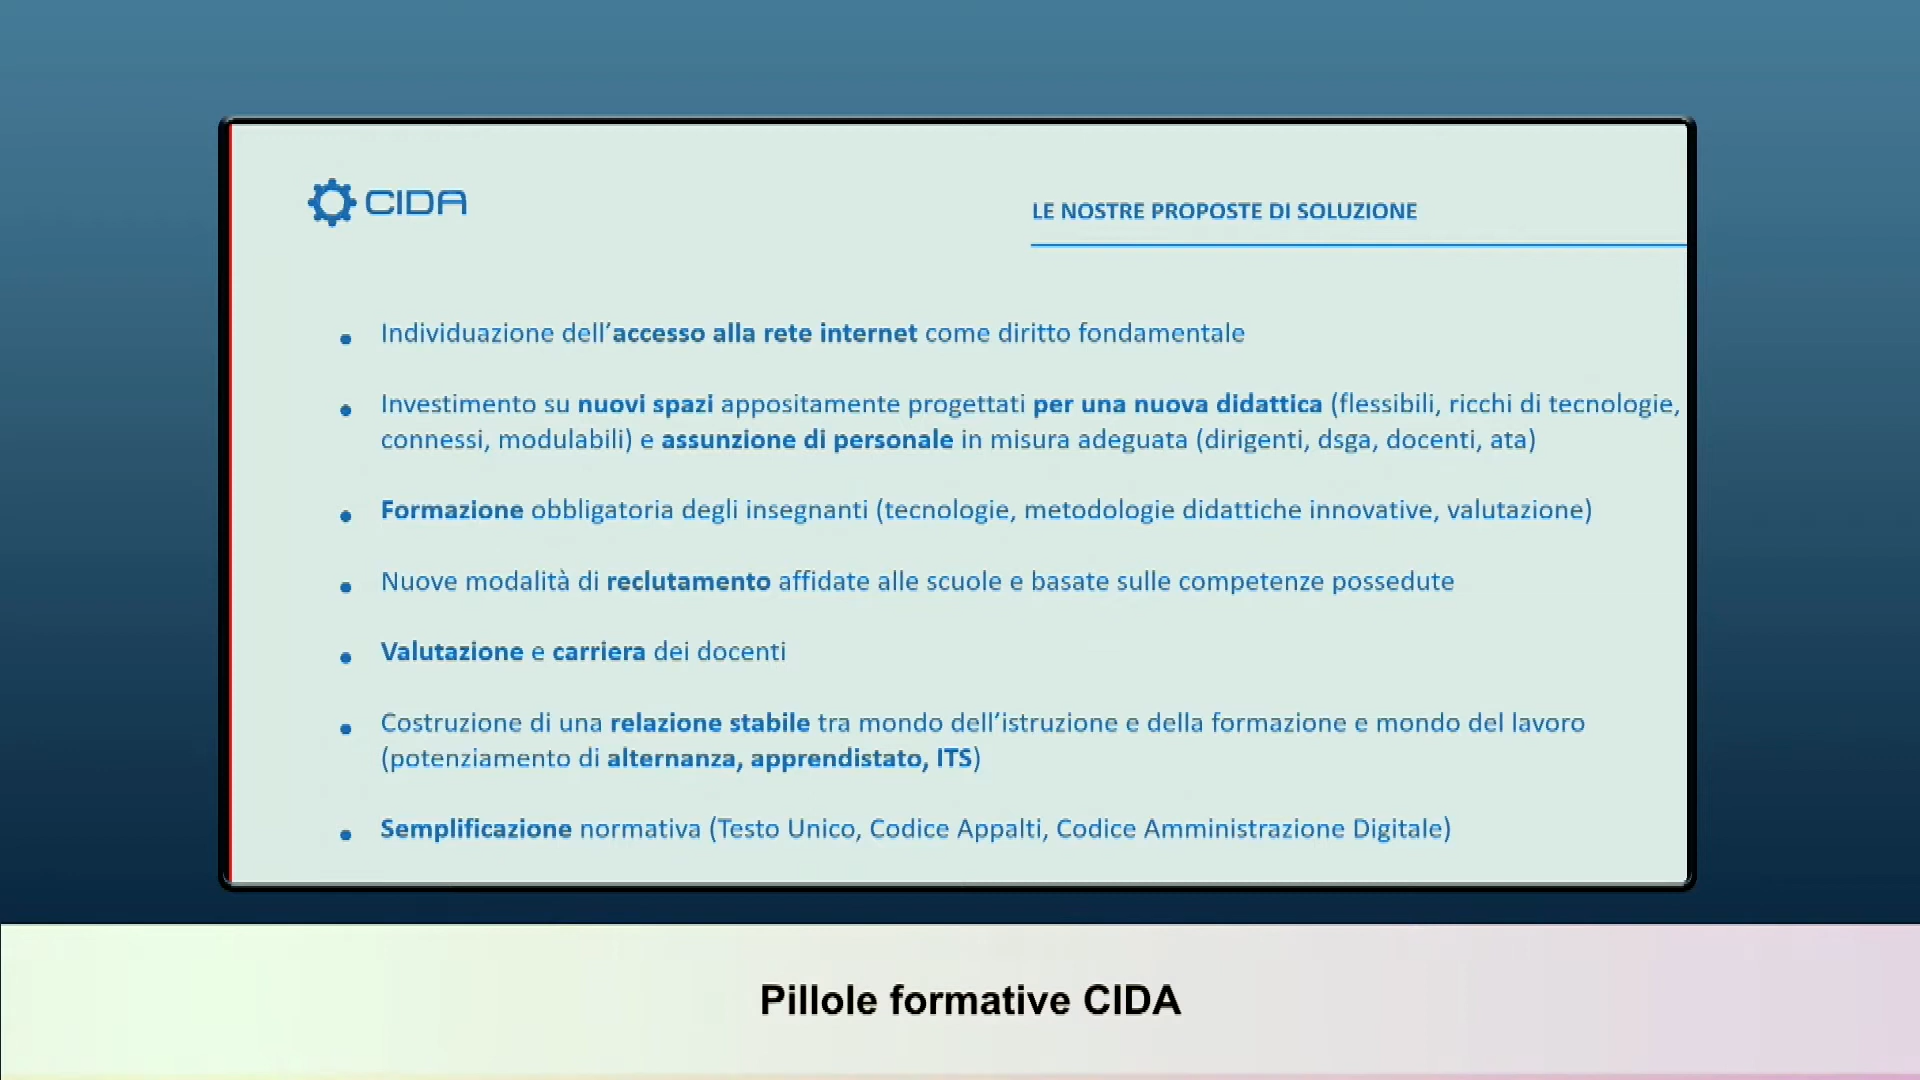 CIDA
LE NOSTRE PROPOSTE DI SOLUZIONE
• Individuazione dell’accesso alla rete internet come diritto fondamentale
• Investimento su nuovi spazi appositamente progettati per una nuova didattica (flessibili, ricchi di tecnologie,
connessi, modulabili) e assunzione di personale in misura adeguata (dirigenti, dsga, docenti, ata)
• Formazione obbligatoria degli insegnanti (tecnologie, metodologie didattiche innovative, valutazione)
• Nuove modalità di reclutamento affidate alle scuole e basate sulle competenze possedute
• Valutazione e carriera dei docenti
• Costruzione di una relazione stabile tra mondo dell’istruzione e della formazione e mondo del lavoro
(potenziamento di alternanza, apprendistato, ITS)
• Semplificazione normativa (Testo Unico, Codice Appalti, Codice Amministrazione Digitale)
Pillole formative CIDA